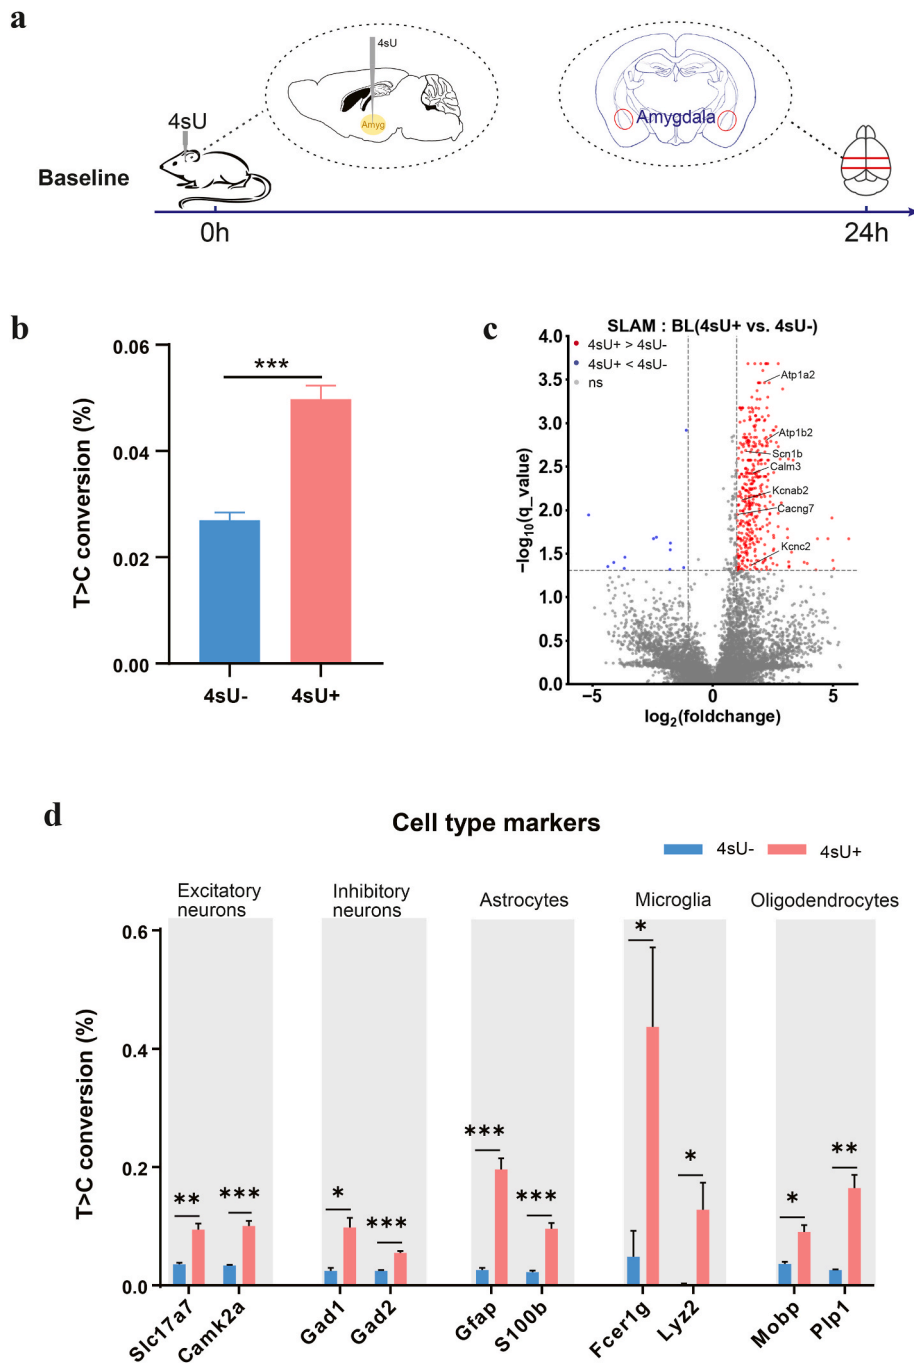 a
4sU
4sU
Amyg
Amygdala
Baseline
0h
24h
b
T>C conversion (%)
0.06
0.04
0.02
0.00
***
4sU-
4sU+
c
SLAM : BL(4sU+ vs. 4sU-)
4sU+ > 4sU-
4sU+ < 4sU-
ns
−log10(q_value)
4.0
3.5
3.0
2.5
2.0
1.5
1.0
0.5
0.0
Atp1a2
Atp1b2
Scn1b
Calm3
Kcnab2
Cacng7
Kcnc2
−5
0
5
log2(foldchange)
d
Cell type markers
4sU-
4sU+
Excitatory
neurons
Inhibitory
neurons
Astrocytes
Microglia
Oligodendrocytes
T>C conversion (%)
0.6
0.4
0.2
0.0
**
***
*
***
***
***
*
*
*
**
Slc17a7
Camk2a
Gad1
Gad2
Gfap
S100b
Fcer1g
Lyz2
Mobp
Plp1